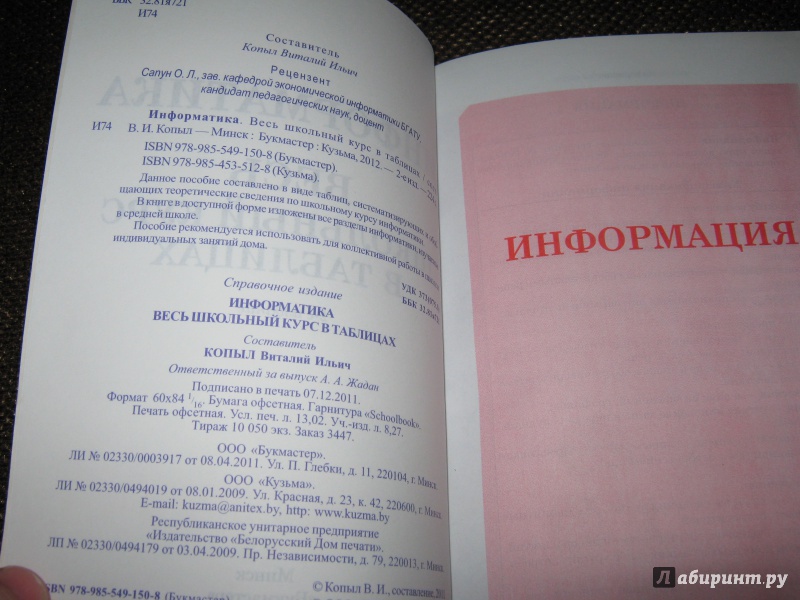 И74
Составитель
Копыл Виталий Ильич
Рецензент
Сапун О. Л., зав. кафедрой экономической информатики БГАТУ,
кандидат педагогических наук, доцент
Информатика. Весь школьный курс в таблицах /
И74 В. И. Копыл — Минск : Букмастер : Кузьма, 2012. — 2-е изд. —
ISBN 978-985-549-150-8 (Букмастер).
ISBN 978-985-453-512-8 (Кузьма).
Данное пособие составлено в виде таблиц, систематизирующих и
щающих теоретические сведения по школьному курсу информатики.
В книге в доступной форме изложены все разделы информатики,
в средней школе.
Пособие рекомендуется использовать для коллективной работы в
индивидуальных занятий дома.
УДК
ББК
Справочное издание
ИНФОРМАТИКА
ВЕСЬ ШКОЛЬНЫЙ КУРС В ТАБЛИЦАХ
Составитель
КОПЫЛ Виталий Ильич
Ответственный за выпуск А. А. Жадан
Подписано в печать 07.12.2011.
Формат 60x84 1/16. Бумага офсетная. Гарнитура «Schoolbook».
Печать офсетная. Усл. печ. л. 13,02. Уч.-изд. л. 8,27.
Тираж 10 050 экз. Заказ 3447.
ООО «Букмастер».
ЛИ № 02330/0003917 от 08.04.2011. Ул. П. Глебки, д. 11, 220104, г. Минск.
ООО «Кузьма».
ЛИ № 02330/0494019 от 08.01.2009. Ул. Красная, д. 23, к. 42, 220600, г. Минск.
E-mail: kuzma@anitex.by, http: www.kuzma.by
Республиканское унитарное предприятие
«Издательство «Белорусский Дом печати».
ЛП № 02330/0494179 от 03.04.2009. Пр. Независимости, д. 79, 220013, г. Минск.
ISBN 978-985-549-150-8 (Букмастер)
© Копыл В. И., составление,
ИНФОРМАЦИЯ
Лабиринт.ру